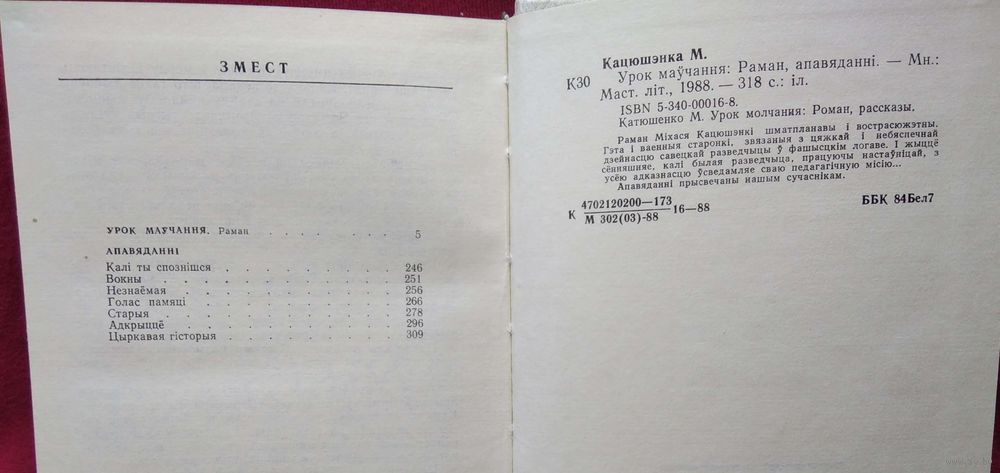 ЗМЕСТ
УРОК МАЎЧАННЯ. Раман . . . . . . . . 5
АПАВЯДАННІ
Калі ты спознішся . . . . . . . . . 246
Вокны . . . . . . . . . . . . 251
Незнаёмая . . . . . . . . . . . 256
Голас памяці . . . . . . . . . . 266
Старыя . . . . . . . . . . . . 278
Адкрыццё . . . . . . . . . . . 296
Цыркавая гісторыя . . . . . . . . . 309
Кацюшэнка М.
К30 Урок маўчання: Раман, апавяданні. — Мн.:
Маст. літ., 1988. — 318 с.: іл.
ISBN 5-340-00016-8.
Катюшенко М. Урок молчания: Роман, рассказы,
Раман Міхася Кацюшэнкі шматпланавы і вострасюжэтны.
Гэта і ваенныя старонкі, звязаныя з цяжкай і небяспечнай
дзейнасцю савецкай разведчыцы ў фашысцкім логаве. І жыццё
сённяшняе, калі былая разведчыца, працуючы настаўніцай, з
усёю адказнасцю ўсведамляе сваю педагагічную місію...
Апавяданні прысвечаны нашым сучаснікам.
К 4702120200—173
М 302(03)-88 16—88
ББК 84Бел7